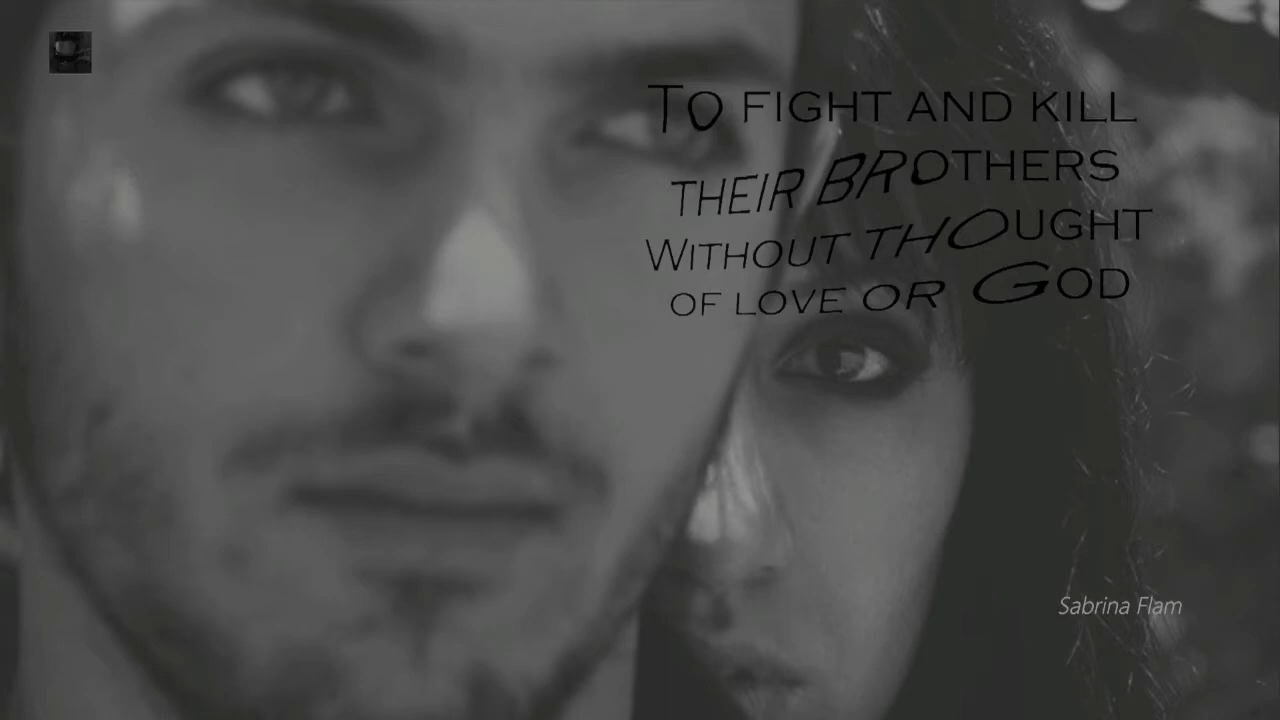 To fight and kill
their brothers
Without thought
of love or God
Sabrina Flam